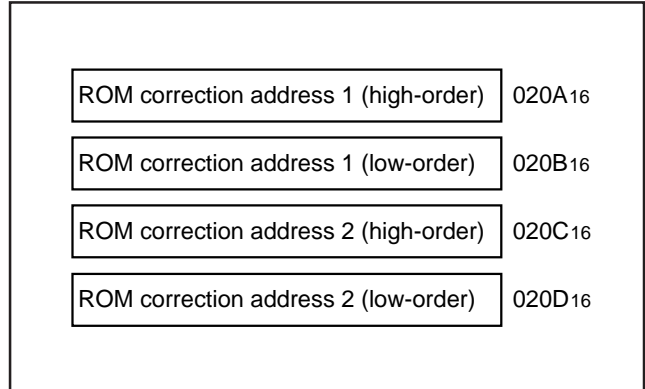 ROM correction address 1 (high-order) 020A16
ROM correction address 1 (low-order) 020B16
ROM correction address 2 (high-order) 020C16
ROM correction address 2 (low-order) 020D16